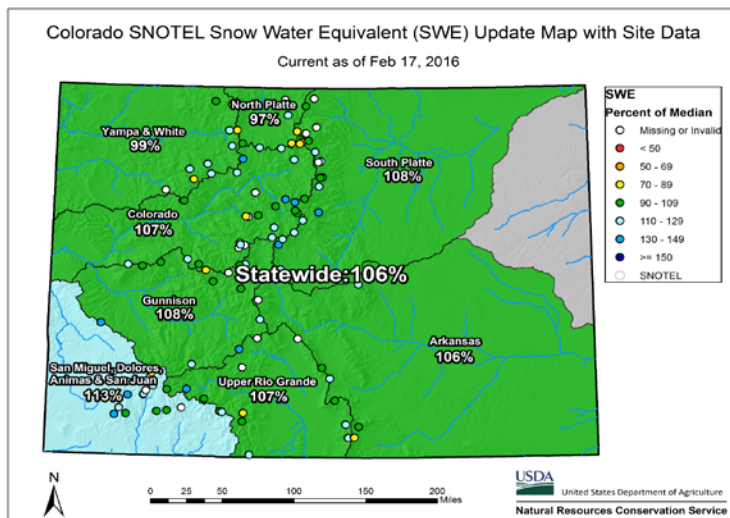 Colorado SNOTEL Snow Water Equivalent (SWE) Update Map with Site Data
Current as of Feb 17, 2016
North Platte
97%
Yampa & White
99%
South Platte
108%
Colorado
107%
Statewide:106%
Gunnison
108%
Arkansas
106%
San Miguel, Dolores,
Animas & San Juan
113%
Upper Rio Grande
107%
SWE
Percent of Median
Missing or Invalid
< 50
50 - 69
70 - 89
90 - 109
110 - 129
130 - 149
>= 150
SNOTEL
N
0 50 100 150 200
Miles
USDA
United States Department of Agriculture
Natural Resources Conservation Service